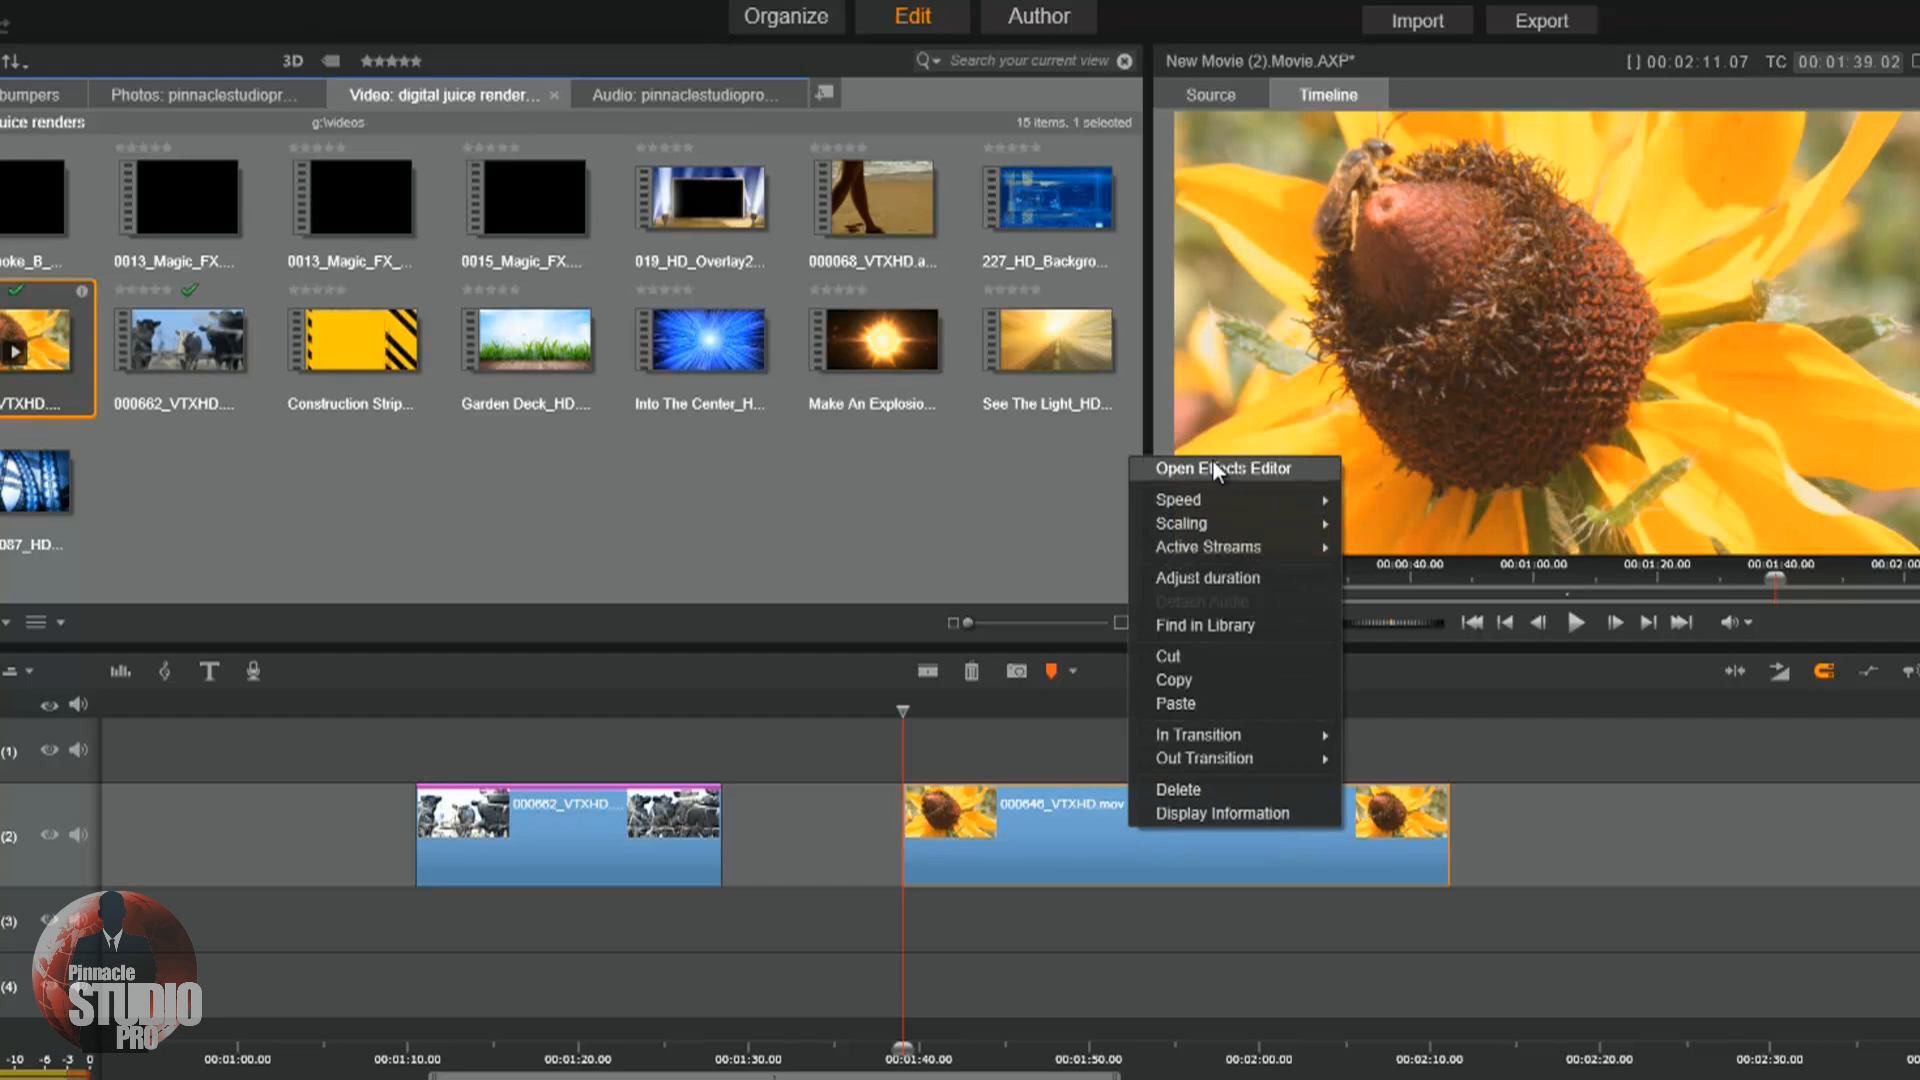 Organize Edit Author Import Export
3D Search your current view
New Movie (2).Movie.AXP* [ ] 00:02:11.07 TC 00:01:39.02
bumpers Photos: pinnaclestudiopr... Video: digital juice render... × Audio: pinnaclestudiopro...
Source Timeline
uice renders g:\videos 15 items, 1 selected
oke_B_... 0013_Magic_FX.... 0013_Magic_FX_... 0015_Magic_FX.... 019_HD_Overlay2... 000068_VTXHD.a... 227_HD_Backgro...
VTXHD.... 000662_VTXHD.... Construction Strip... Garden Deck_HD.... Into The Center_H... Make An Explosio... See The Light_HD...
087_HD...
Open Effects Editor
Speed
Scaling
Active Streams
Adjust duration
Detach Audio
Find in Library
Cut
Copy
Paste
In Transition
Out Transition
Delete
Display Information
00:00:40.00 00:01:00.00 00:01:20.00 00:01:40.00 00:02:0
(1)
(2) 000662_VTXHD.... 000646_VTXHD.mov
(3)
(4)
Pinnacle
STUDIO
PRO
-10 -6 -3 0 00:01:00.00 00:01:10.00 00:01:20.00 00:01:30.00 00:01:40.00 00:01:50.00 00:02:00.00 00:02:10.00 00:02:20.00 00:02:30.00